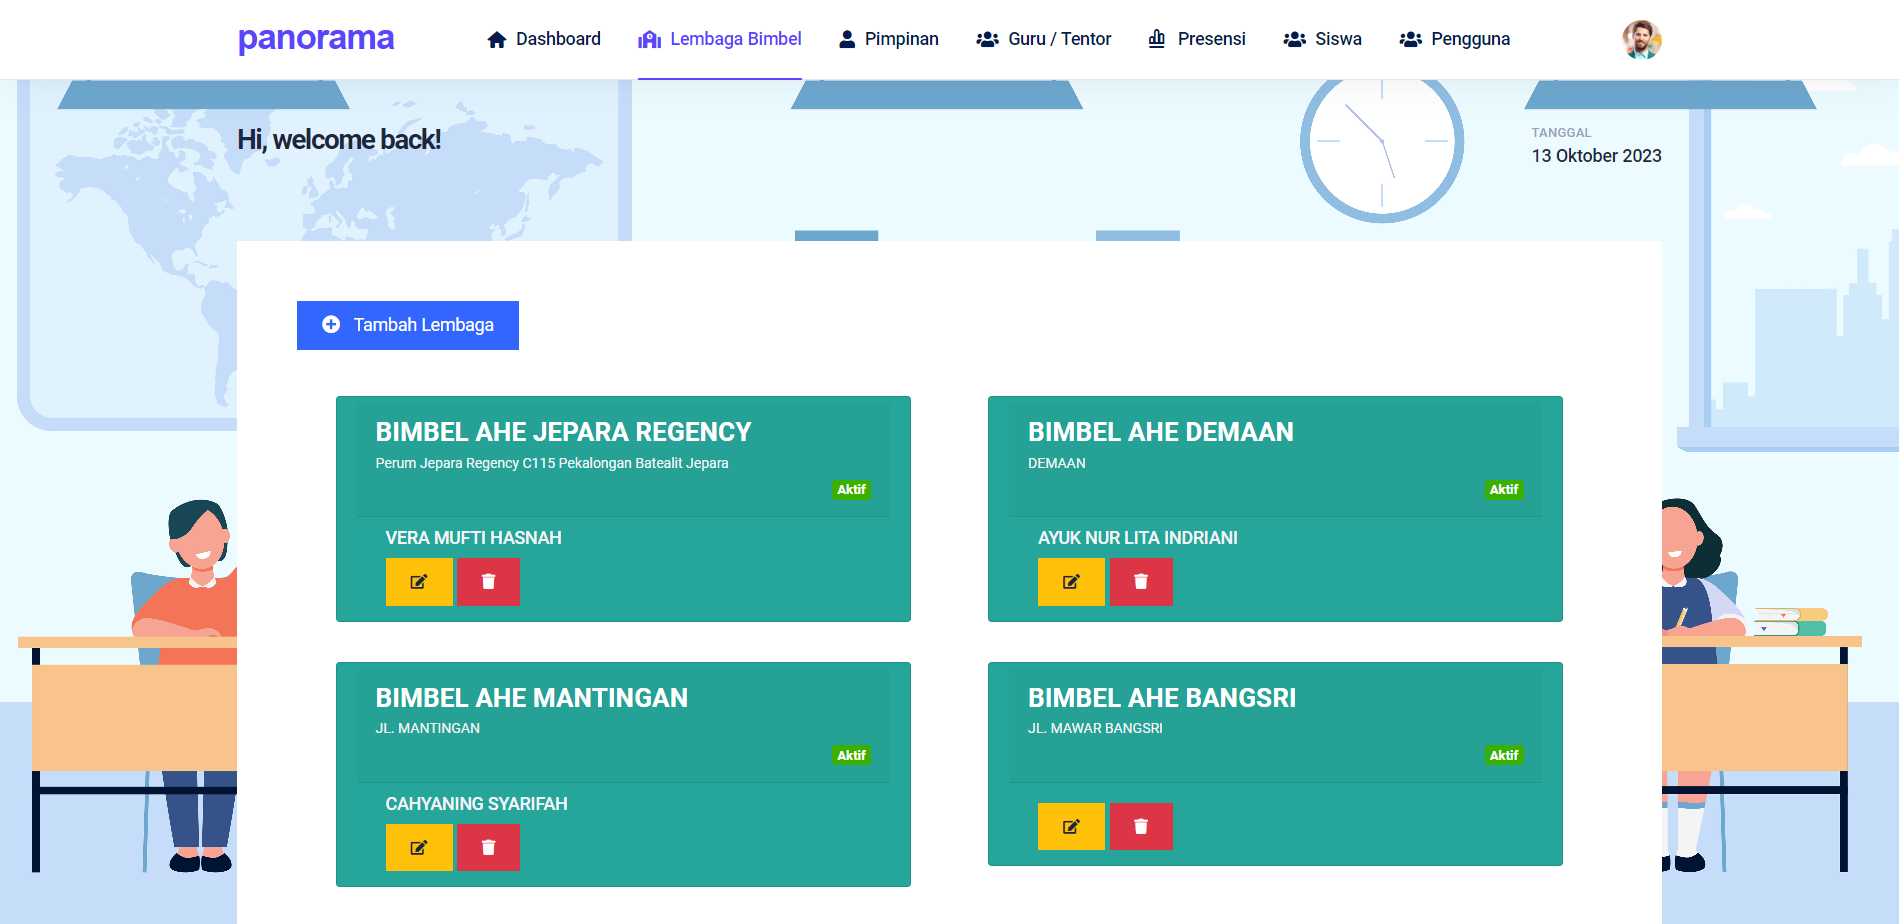 panorama
Dashboard
Lembaga Bimbel
Pimpinan
Guru / Tentor
Presensi
Siswa
Pengguna
Hi, welcome back!
TANGGAL
13 Oktober 2023
Tambah Lembaga
BIMBEL AHE JEPARA REGENCY
Perum Jepara Regency C115 Pekalongan Batealit Jepara
Aktif
VERA MUFTI HASNAH
BIMBEL AHE DEMAAN
DEMAAN
Aktif
AYUK NUR LITA INDRIANI
BIMBEL AHE MANTINGAN
JL. MANTINGAN
Aktif
CAHYANING SYARIFAH
BIMBEL AHE BANGSRI
JL. MAWAR BANGSRI
Aktif